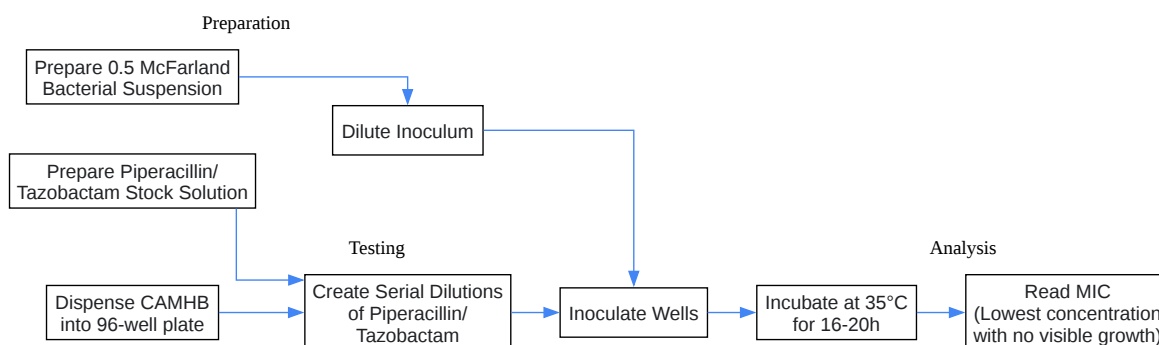 Preparation
Prepare 0.5 McFarland
Bacterial Suspension
Dilute Inoculum
Prepare Piperacillin/
Tazobactam Stock Solution
Testing
Analysis
Dispense CAMHB
into 96-well plate
Create Serial Dilutions
of Piperacillin/
Tazobactam
Inoculate Wells
Incubate at 35°C
for 16-20h
Read MIC
(Lowest concentration
with no visible growth)